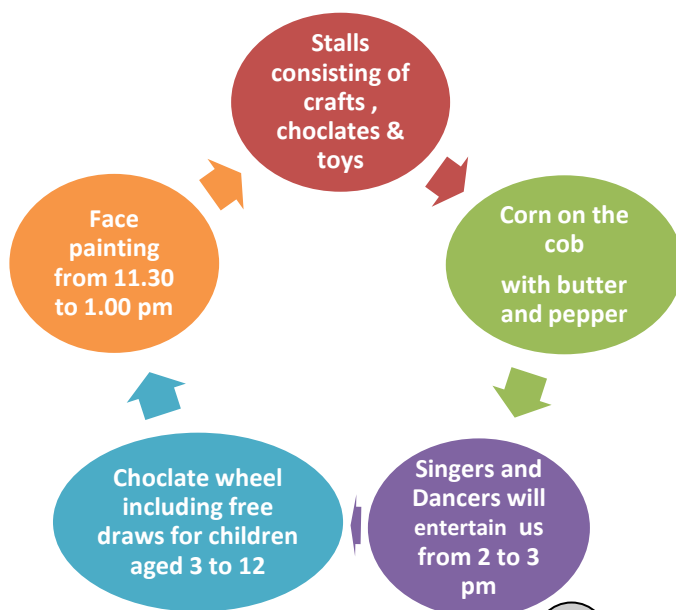 Stalls
consisting of
crafts ,
choclates &
toys
Corn on the
cob
with butter
and pepper
Singers and
Dancers will
entertain us
from 2 to 3
pm
Choclate wheel
including free
draws for children
aged 3 to 12
Face
painting
from 11.30
to 1.00 pm